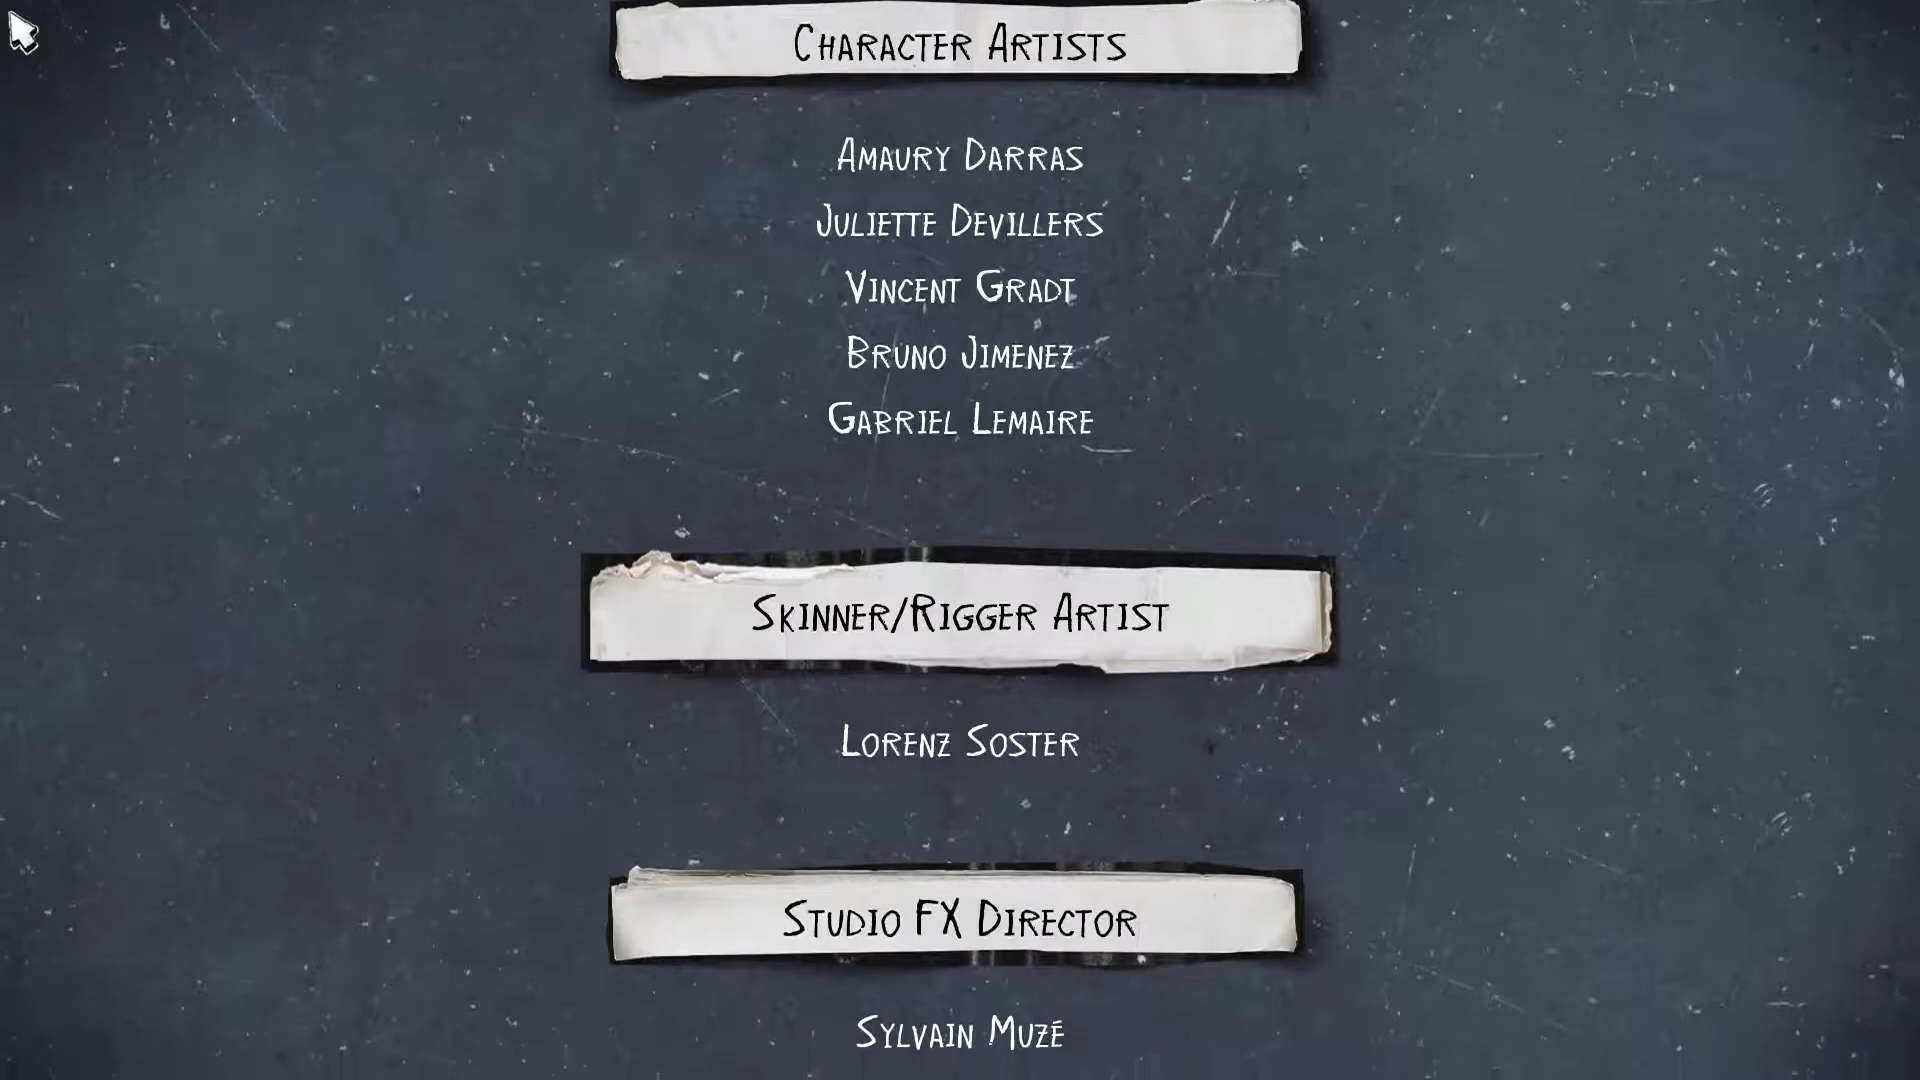 Character Artists
Amaury Darras
Juliette Devillers
Vincent Gradt
Bruno Jimenez
Gabriel Lemaire
Skinner/Rigger Artist
Lorenz Soster
Studio FX Director
Sylvain Muzé